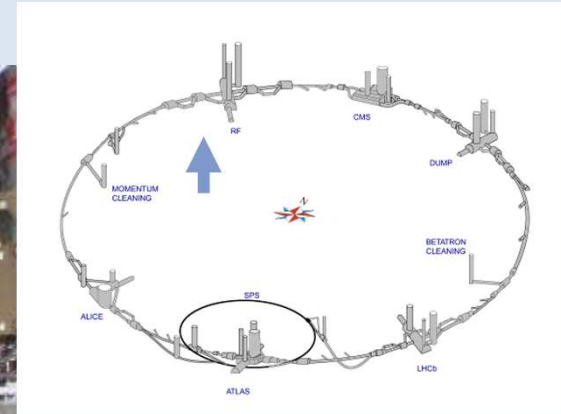 RF
CMS
DUMP
MOMENTUM
CLEANING
N
BETATRON
CLEANING
SPS
ALICE
LHCb
ATLAS